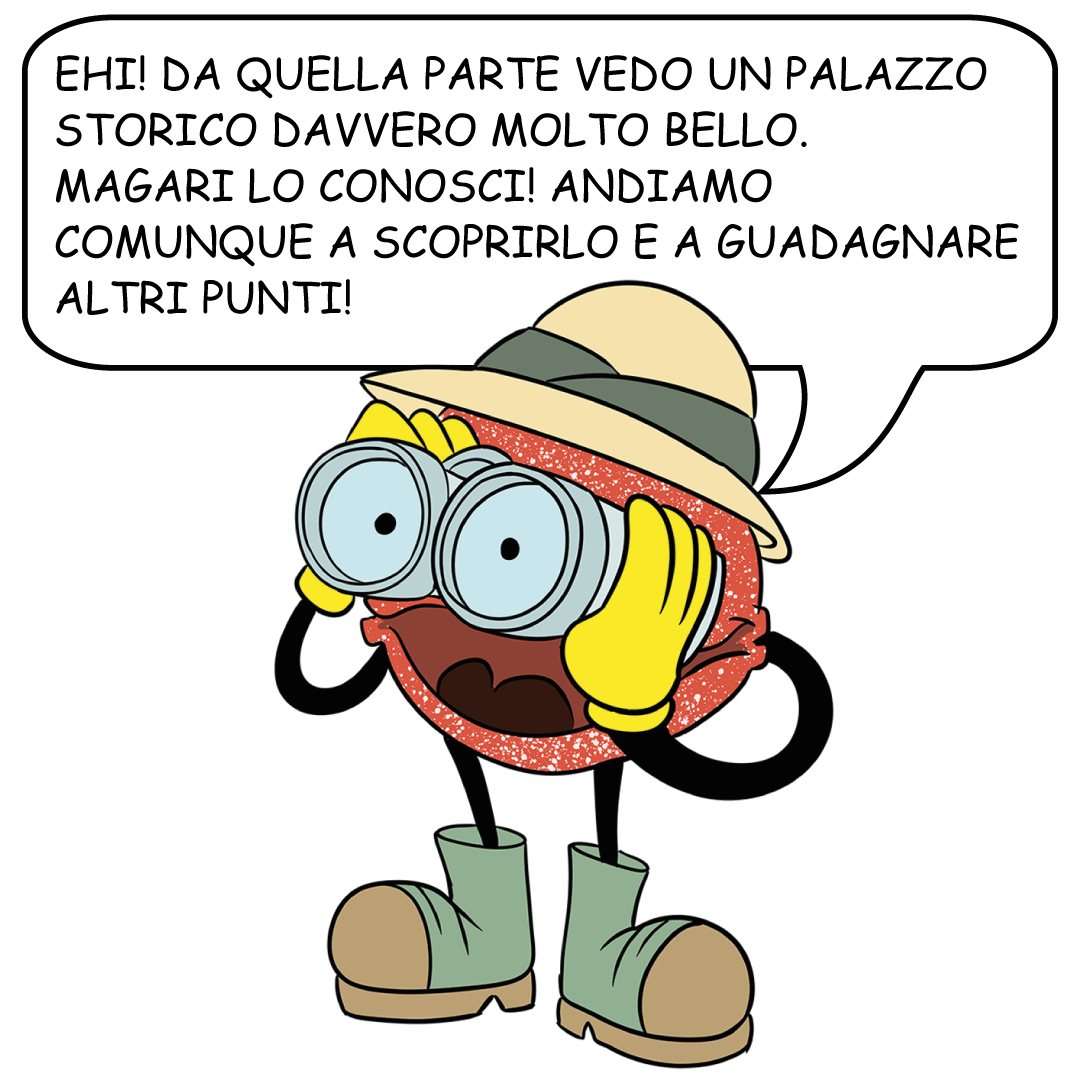 EHI! DA QUELLA PARTE VEDO UN PALAZZO
STORICO DAVVERO MOLTO BELLO.
MAGARI LO CONOSCI! ANDIAMO
COMUNQUE A SCOPRIRLO E A GUADAGNARE
ALTRI PUNTI!